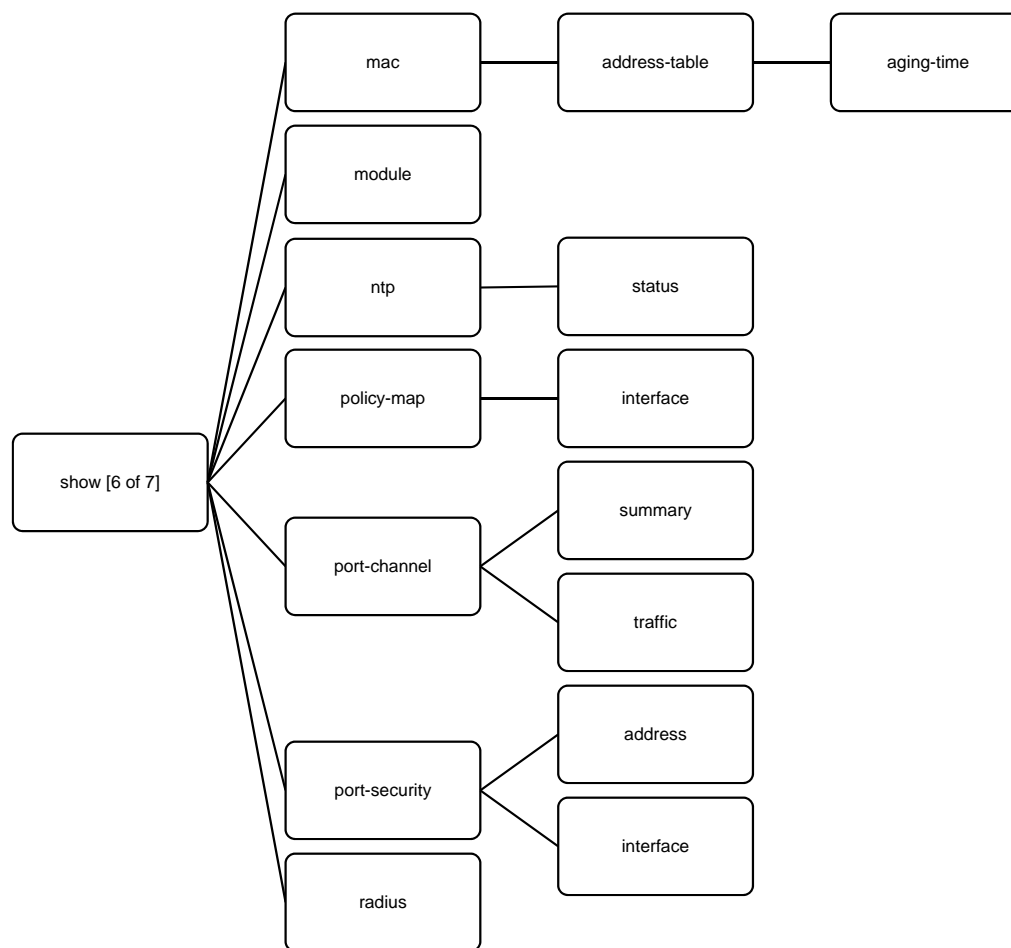 mac
address-table
aging-time
module
ntp
status
policy-map
interface
show [6 of 7]
summary
port-channel
traffic
address
port-security
interface
radius